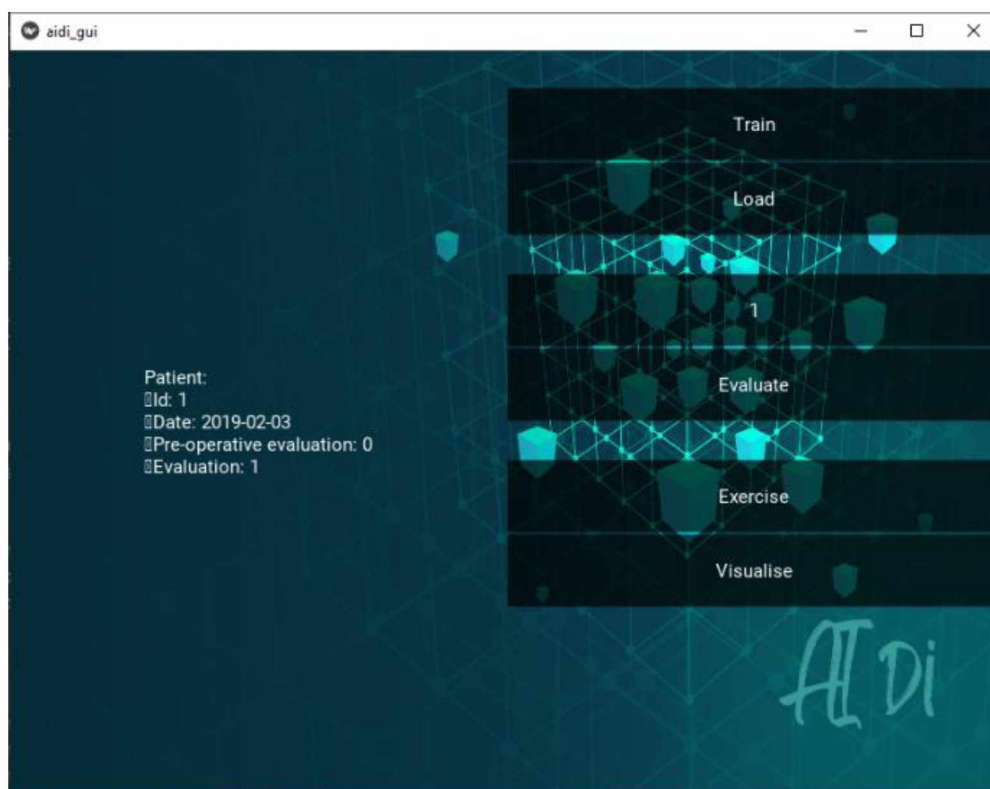 aidi_gui
Train
Load
1
Evaluate
Exercise
Visualise
Patient:
Id: 1
Date: 2019-02-03
Pre-operative evaluation: 0
Evaluation: 1
AI Di